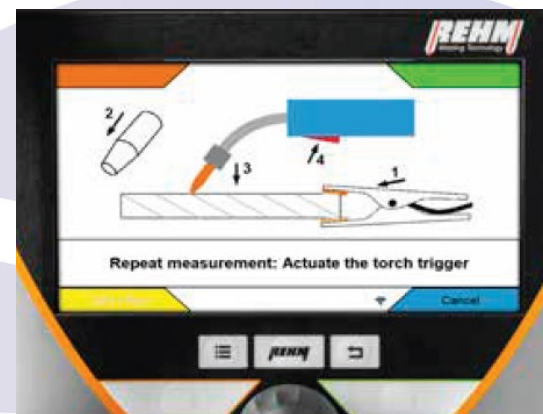 REHM
Welding Technology
2
3
4
1
Repeat measurement: Actuate the torch trigger
Cancel
REHM